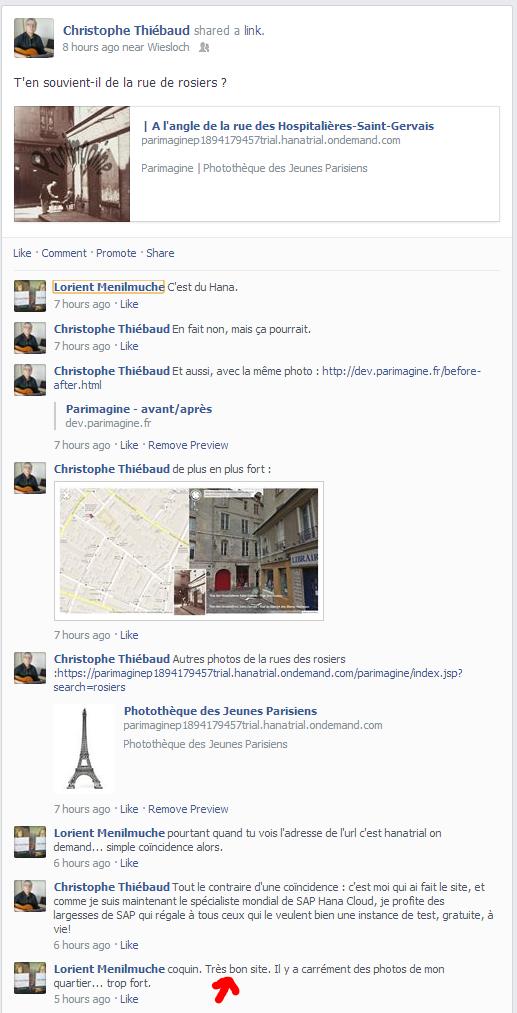 Christophe Thiébaud shared a link.
8 hours ago near Wiesloch
T'en souvient-il de la rue de rosiers ?
| A l'angle de la rue des Hospitalières-Saint-Gervais
parimaginep1894179457trial.hanatrial.ondemand.com
Parimagine | Photothèque des Jeunes Parisiens
Parimagine
Like · Comment · Promote · Share
Lorient Menilmuche C'est du Hana.
7 hours ago · Like
Christophe Thiébaud En fait non, mais ça pourrait.
7 hours ago · Like
Christophe Thiébaud Et aussi, avec la même photo : http://dev.parimagine.fr/before-
after.html
Parimagine - avant/après
dev.parimagine.fr
7 hours ago · Like · Remove Preview
Christophe Thiébaud de plus en plus fort :
LIBRAIR
7 hours ago · Like
Christophe Thiébaud Autres photos de la rues des rosiers
:https://parimaginep1894179457trial.hanatrial.ondemand.com/parimagine/index.jsp?
search=rosiers
Photothèque des Jeunes Parisiens
parimaginep1894179457trial.hanatrial.ondemand.com
Photothèque des Jeunes Parisiens
7 hours ago · Like · Remove Preview
Lorient Menilmuche pourtant quand tu vois l'adresse de l'url c'est hanatrial on
demand... simple coïncidence alors.
6 hours ago · Like
Christophe Thiébaud Tout le contraire d'une coïncidence : c'est moi qui ai fait le site, et
comme je suis maintenant le spécialiste mondial de SAP Hana Cloud, je profite des
largesses de SAP qui régale à tous ceux qui le veulent bien une instance de test, gratuite, à
vie!
6 hours ago · Like
Lorient Menilmuche coquin. Très bon site. Il y a carrément des photos de mon
quartier... trop fort.
5 hours ago · Like